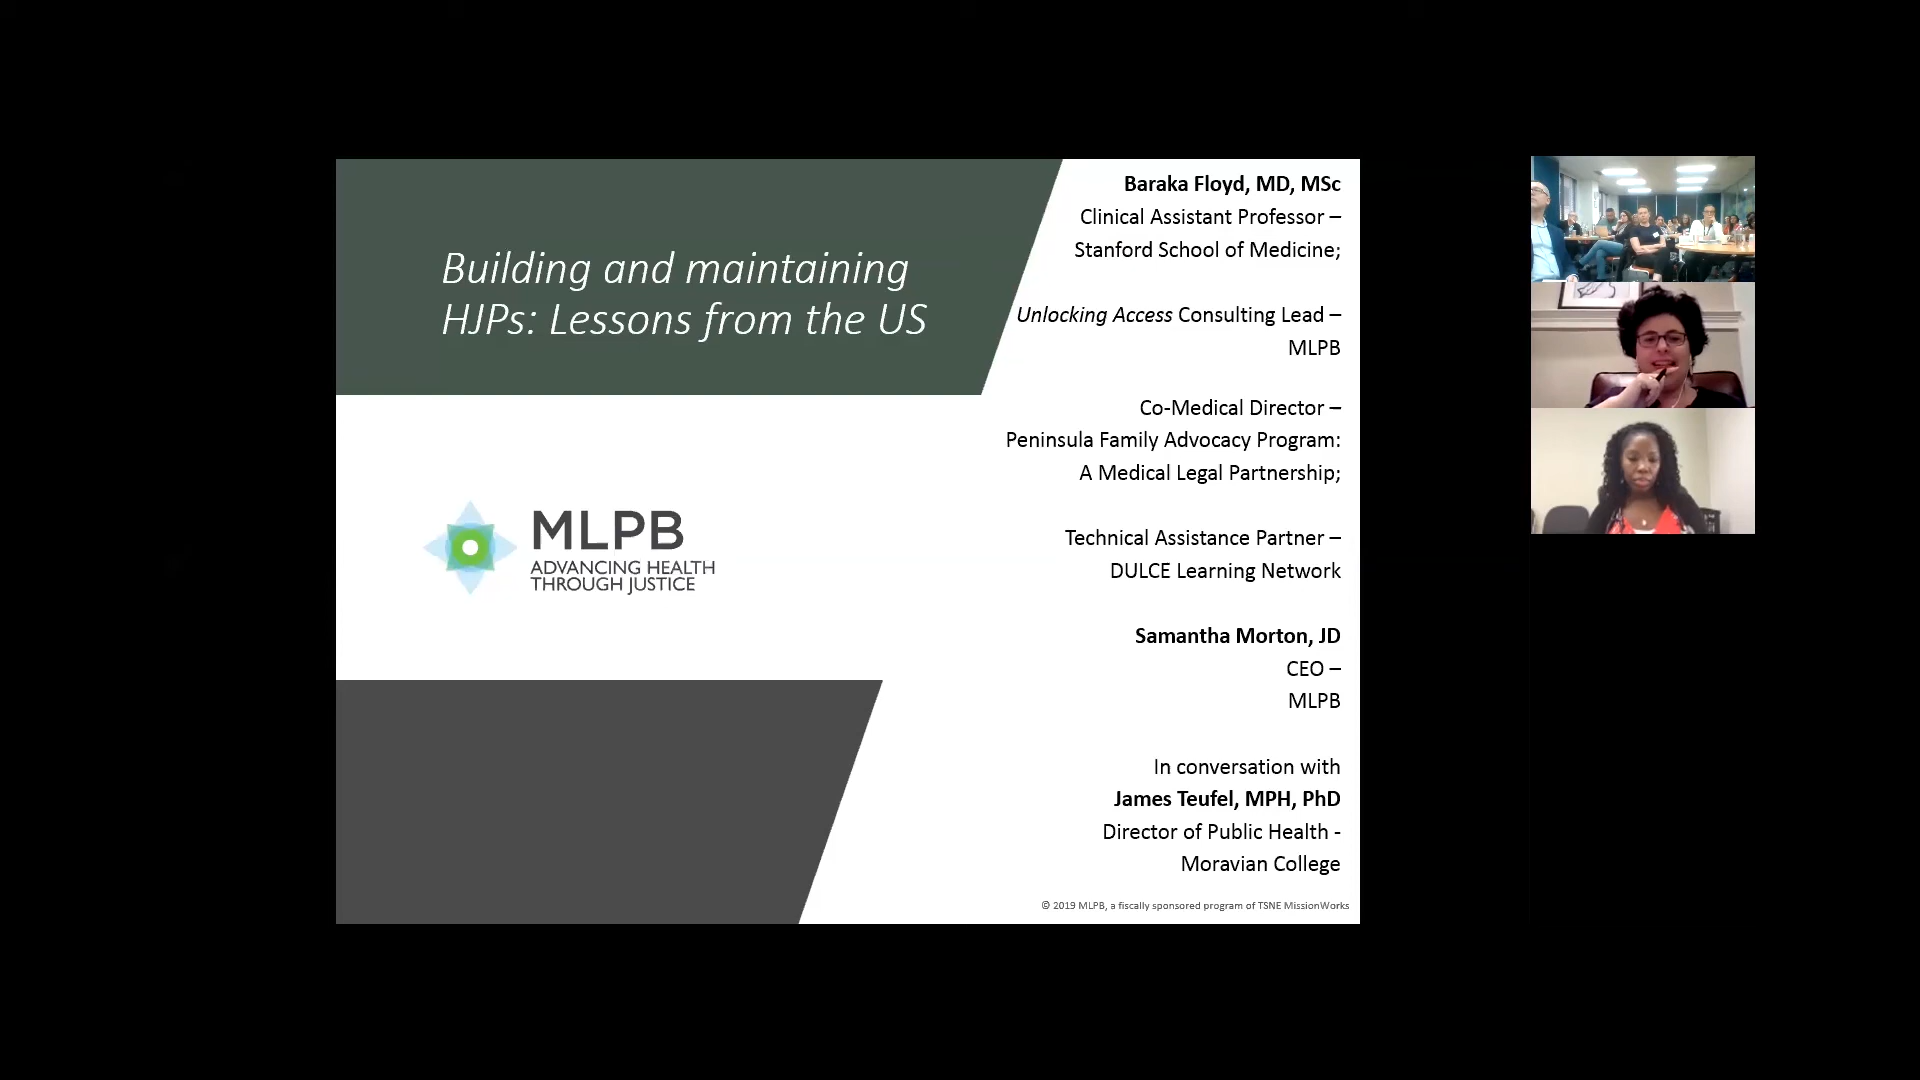 Building and maintaining
HJPs: Lessons from the US
MLPB
ADVANCING HEALTH
THROUGH JUSTICE
Baraka Floyd, MD, MSc
Clinical Assistant Professor –
Stanford School of Medicine;
Unlocking Access Consulting Lead –
MLPB
Co-Medical Director –
Peninsula Family Advocacy Program:
A Medical Legal Partnership;
Technical Assistance Partner –
DULCE Learning Network
Samantha Morton, JD
CEO –
MLPB
In conversation with
James Teufel, MPH, PhD
Director of Public Health -
Moravian College
© 2019 MLPB, a fiscally sponsored program of TSNE MissionWorks